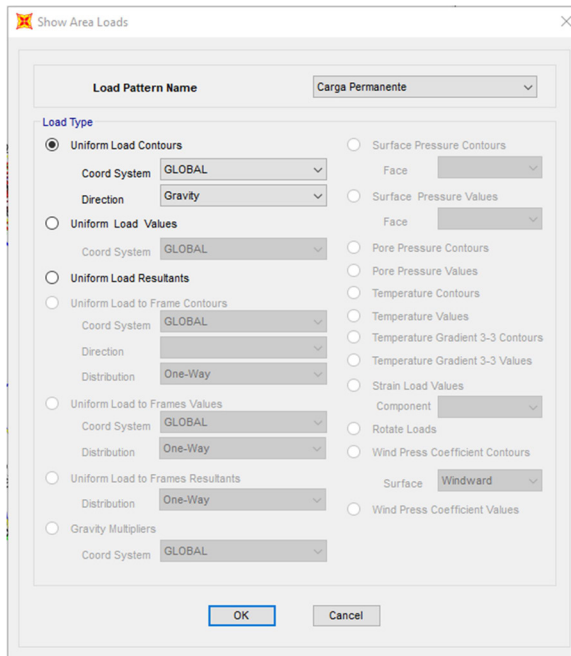 Show Area Loads
Load Pattern Name
Carga Permanente
Load Type
Uniform Load Contours
Coord System
GLOBAL
Direction
Gravity
Uniform Load Values
Coord System
GLOBAL
Uniform Load Resultants
Uniform Load to Frame Contours
Coord System
GLOBAL
Direction
Distribution
One-Way
Uniform Load to Frames Values
Coord System
GLOBAL
Distribution
One-Way
Uniform Load to Frames Resultants
Distribution
One-Way
Gravity Multipliers
Coord System
GLOBAL
Surface Pressure Contours
Face
Surface Pressure Values
Face
Pore Pressure Contours
Pore Pressure Values
Temperature Contours
Temperature Values
Temperature Gradient 3-3 Contours
Temperature Gradient 3-3 Values
Strain Load Values
Component
Rotate Loads
Wind Press Coefficient Contours
Surface
Windward
Wind Press Coefficient Values
OK
Cancel